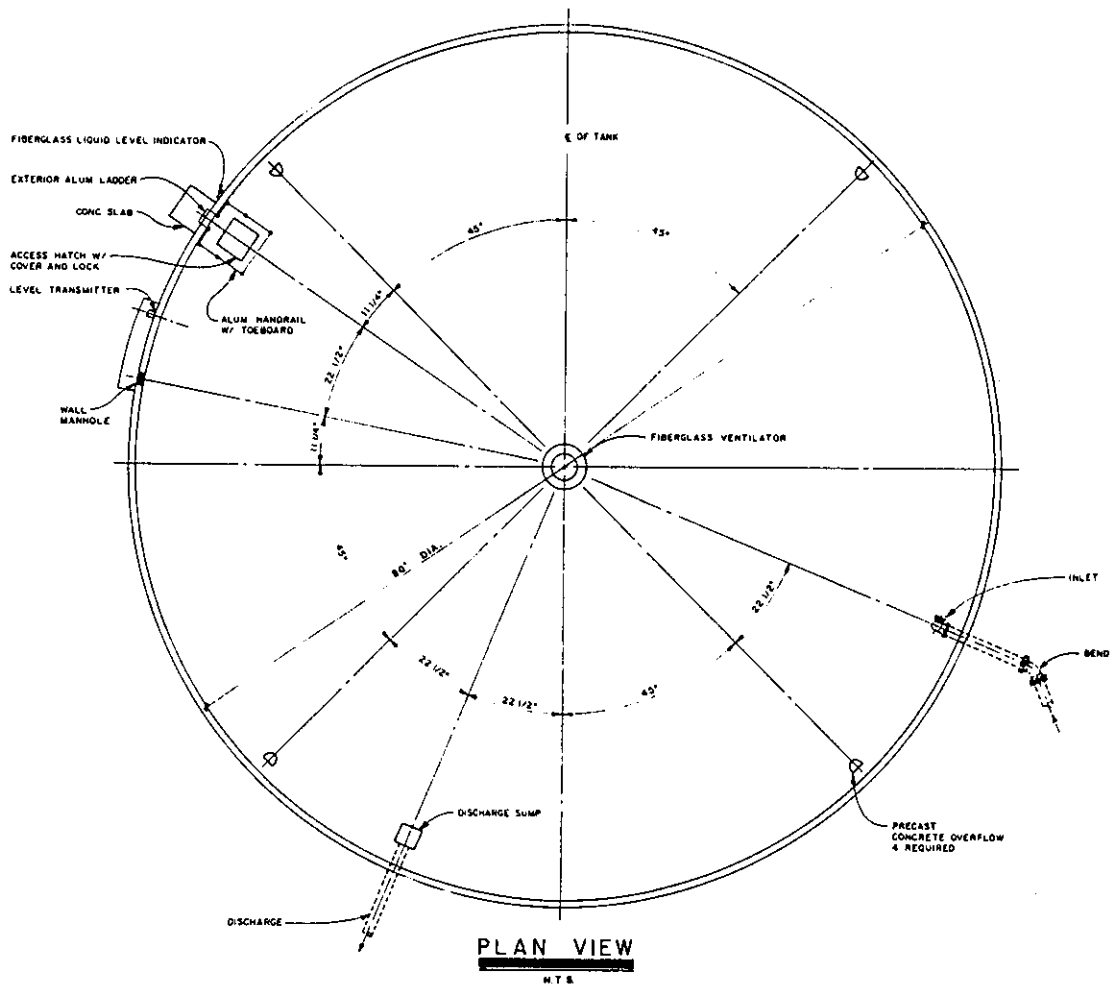 ℄ OF TANK
FIBERGLASS LIQUID LEVEL INDICATOR
EXTERIOR ALUM LADDER
CONC SLAB
ACCESS HATCH W/
COVER AND LOCK
LEVEL TRANSMITTER
ALUM HANDRAIL
W/ TOEBOARD
WALL
MANHOLE
45°
45°
11 1/4°
22 1/2°
11 1/4°
FIBERGLASS VENTILATOR
45°
80' DIA.
22 1/2°
INLET
BEND
22 1/2°
22 1/2°
45°
DISCHARGE SUMP
PRECAST
CONCRETE OVERFLOW
4 REQUIRED
DISCHARGE
PLAN VIEW
N.T.S.